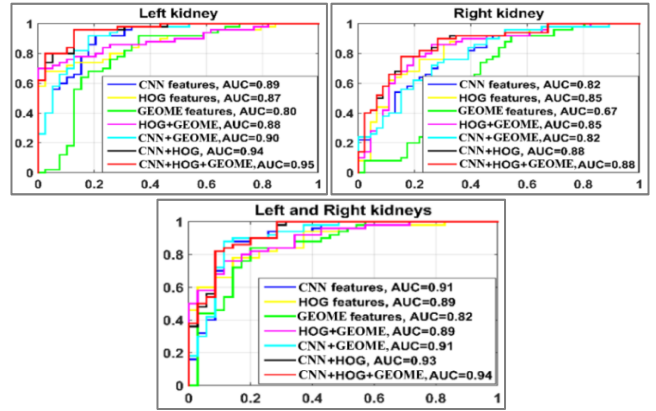 Left kidney
1
0.8
0.6
0.4
0.2
0
0 0.2 0.4 0.6 0.8 1
CNN features, AUC=0.89
HOG features, AUC=0.87
GEOME features, AUC=0.80
HOG+GEOME, AUC=0.88
CNN+GEOME, AUC=0.90
CNN+HOG, AUC=0.94
CNN+HOG+GEOME,AUC=0.95
Right kidney
1
0.8
0.6
0.4
0.2
0
0 0.2 0.4 0.6 0.8 1
CNN features, AUC=0.82
HOG features, AUC=0.85
GEOME features, AUC=0.67
HOG+GEOME, AUC=0.85
CNN+GEOME, AUC=0.82
CNN+HOG, AUC=0.88
CNN+HOG+GEOME, AUC=0.88
Left and Right kidneys
1
0.8
0.6
0.4
0.2
0
0 0.2 0.4 0.6 0.8 1
CNN features, AUC=0.91
HOG features, AUC=0.89
GEOME features, AUC=0.82
HOG+GEOME, AUC=0.89
CNN+GEOME, AUC=0.91
CNN+HOG, AUC=0.93
CNN+HOG+GEOME, AUC=0.94